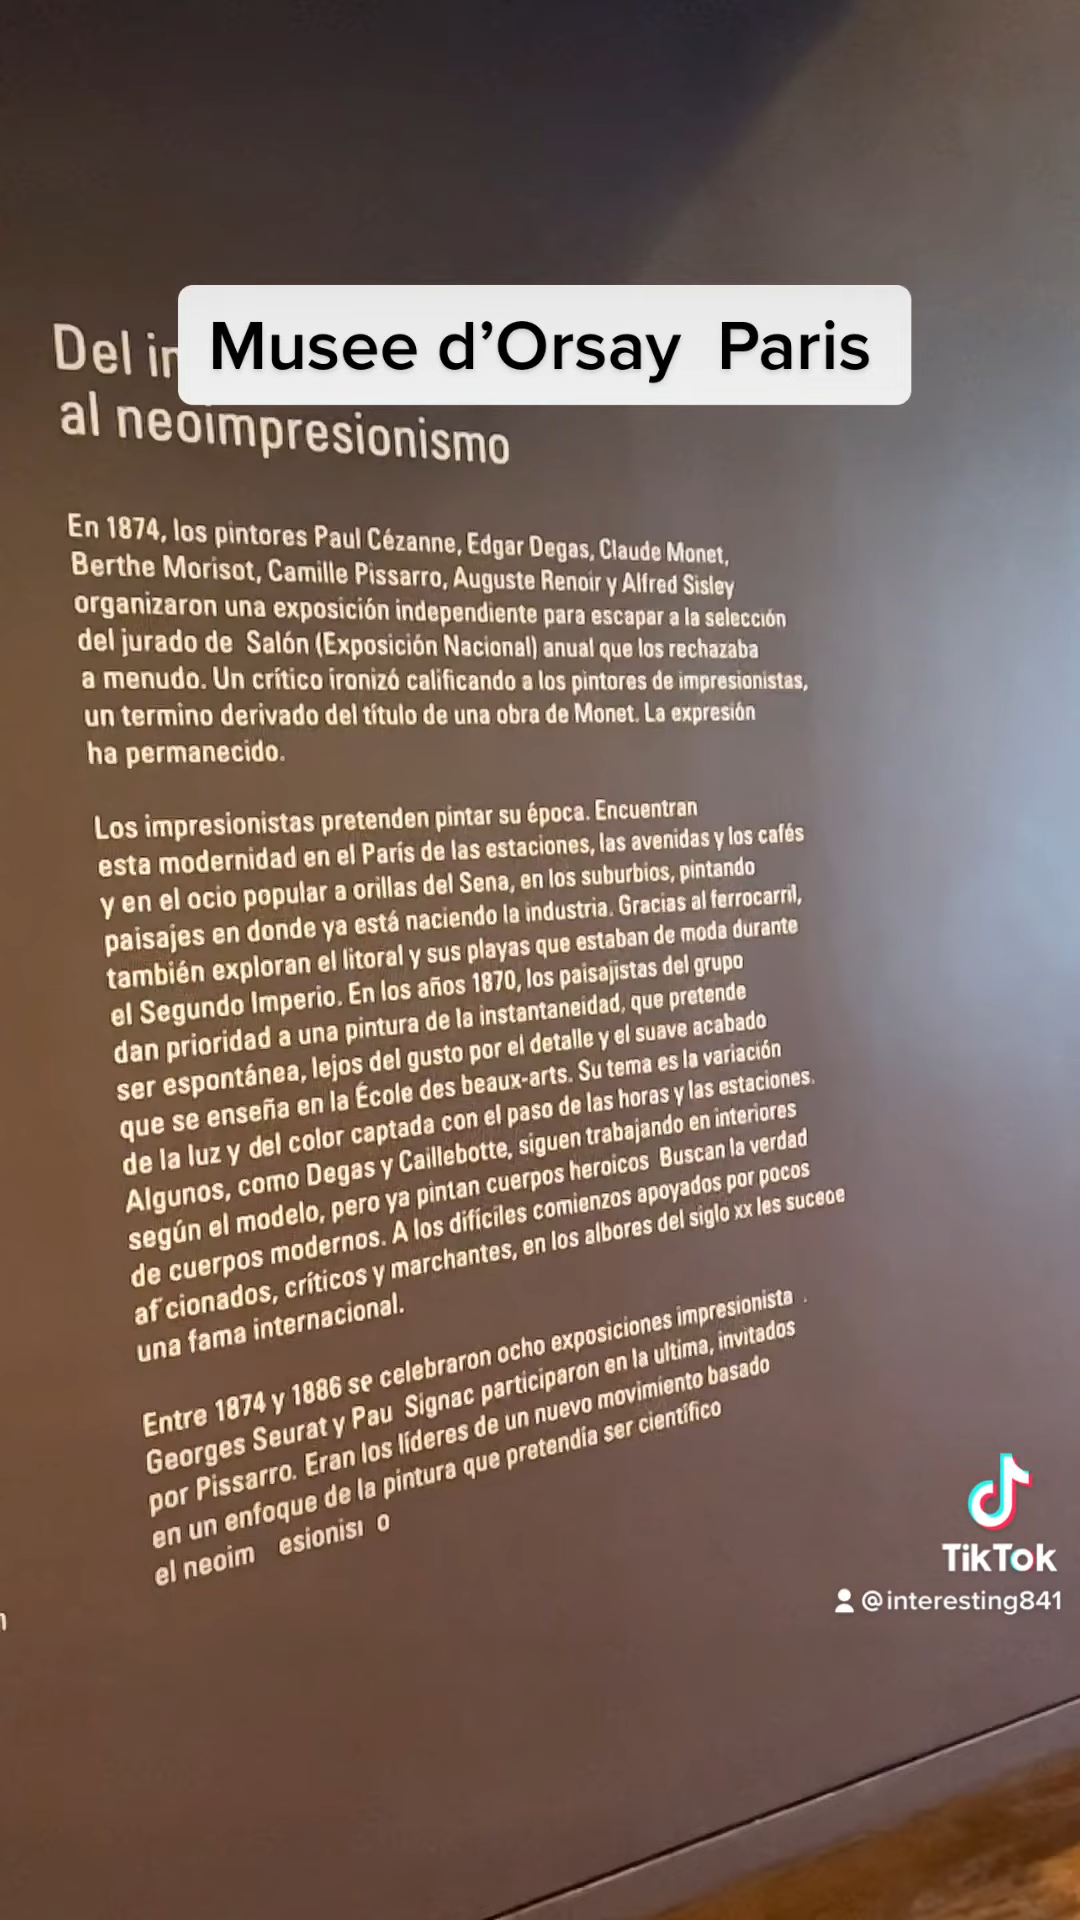 Musee d’Orsay Paris
Del
al neoimpresionismo
En 1874, los pintores Paul Cézanne, Edgar Degas, Claude Monet,
Berthe Morisot, Camille Pissarro, Auguste Renoir y Alfred Sisley
organizaron una exposición independiente para escapar a la selección
del jurado de Salón (Exposición Nacional) anual que los rechazaba
a menudo. Un crítico ironizó calificando a los pintores de impresionistas,
un termino derivado del título de una obra de Monet. La expresión
ha permanecido.
Los impresionistas pretenden pintar su época. Encuentran
esta modernidad en el París de las estaciones, las avenidas y los cafés
y en el ocio popular a orillas del Sena, en los suburbios, pintando
paisajes en donde ya está naciendo la industria. Gracias al ferrocarril,
también exploran el litoral y sus playas que estaban de moda durante
el Segundo Imperio. En los años 1870, los paisajistas del grupo
dan prioridad a una pintura de la instantaneidad, que pretende
ser espontánea, lejos del gusto por el detalle y el suave acabado
que se enseña en la École des beaux-arts. Su tema es la variación
de la luz y del color captada con el paso de las horas y las estaciones.
Algunos, como Degas y Caillebotte, siguen trabajando en interiores
según el modelo, pero ya pintan cuerpos heroicos Buscan la verdad
de cuerpos modernos. A los difíciles comienzos apoyados por pocos
af cionados, críticos y marchantes, en los albores del siglo xx les sucede
una fama internacional.
Entre 1874 y 1886 se celebraron ocho exposiciones impresionista .
Georges Seurat y Pau Signac participaron en la ultima, invitados
por Pissarro. Eran los líderes de un nuevo movimiento basado
en un enfoque de la pintura que pretendía ser científico
el neoim esionis o
TikTok
@interesting841